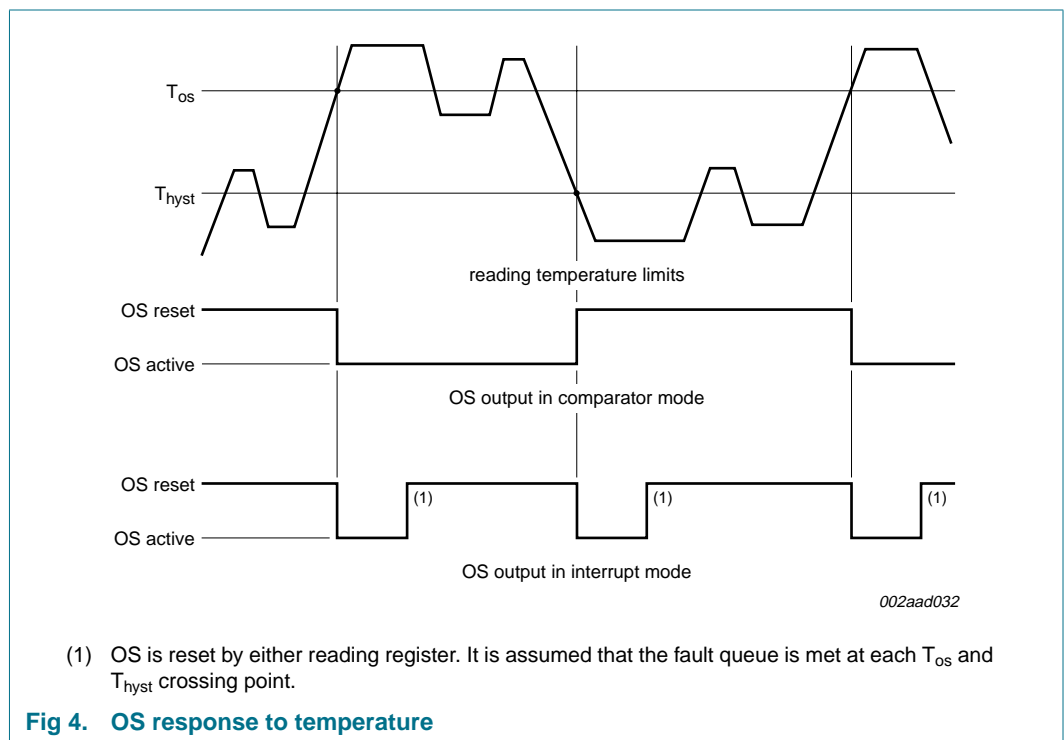 Tos
Thyst
reading temperature limits
OS reset
OS active
OS output in comparator mode
OS reset
(1)
(1)
(1)
OS active
OS output in interrupt mode
002aad032
(1) OS is reset by either reading register. It is assumed that the fault queue is met at each Tos and
Thyst crossing point.
Fig 4. OS response to temperature